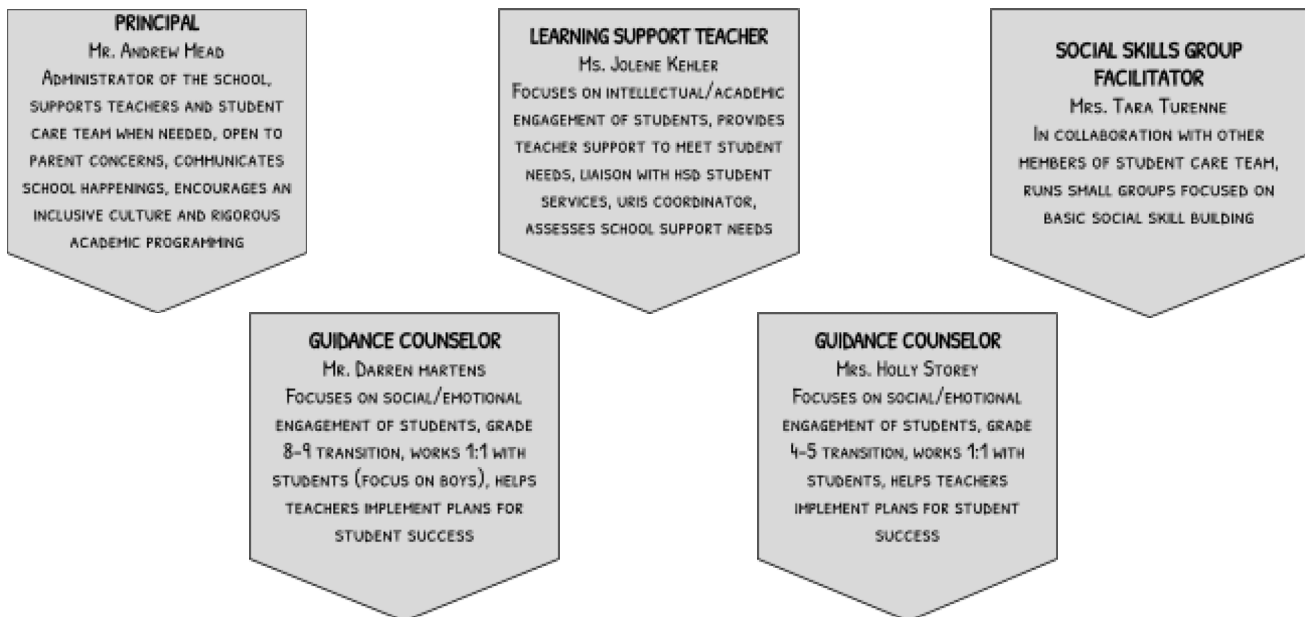 PRINCIPAL
MR. ANDREW MEAD
ADMINISTRATOR OF THE SCHOOL,
SUPPORTS TEACHERS AND STUDENT
CARE TEAM WHEN NEEDED, OPEN TO
PARENT CONCERNS, COMMUNICATES
SCHOOL HAPPENINGS, ENCOURAGES AN
INCLUSIVE CULTURE AND RIGOROUS
ACADEMIC PROGRAMMING
LEARNING SUPPORT TEACHER
MS. JOLENE KEHLER
FOCUSES ON INTELLECTUAL/ACADEMIC
ENGAGEMENT OF STUDENTS, PROVIDES
TEACHER SUPPORT TO MEET STUDENT
NEEDS, LIAISON WITH HSD STUDENT
SERVICES, URIS COORDINATOR,
ASSESSES SCHOOL SUPPORT NEEDS
SOCIAL SKILLS GROUP
FACILITATOR
MRS. TARA TURENNE
IN COLLABORATION WITH OTHER
MEMBERS OF STUDENT CARE TEAM,
RUNS SMALL GROUPS FOCUSED ON
BASIC SOCIAL SKILL BUILDING
GUIDANCE COUNSELOR
MR. DARREN MARTENS
FOCUSES ON SOCIAL/EMOTIONAL
ENGAGEMENT OF STUDENTS, GRADE
8-9 TRANSITION, WORKS 1:1 WITH
STUDENTS (FOCUS ON BOYS), HELPS
TEACHERS IMPLEMENT PLANS FOR
STUDENT SUCCESS
GUIDANCE COUNSELOR
MRS. HOLLY STOREY
FOCUSES ON SOCIAL/EMOTIONAL
ENGAGEMENT OF STUDENTS, GRADE
4-5 TRANSITION, WORKS 1:1 WITH
STUDENTS, HELPS TEACHERS
IMPLEMENT PLANS FOR STUDENT
SUCCESS